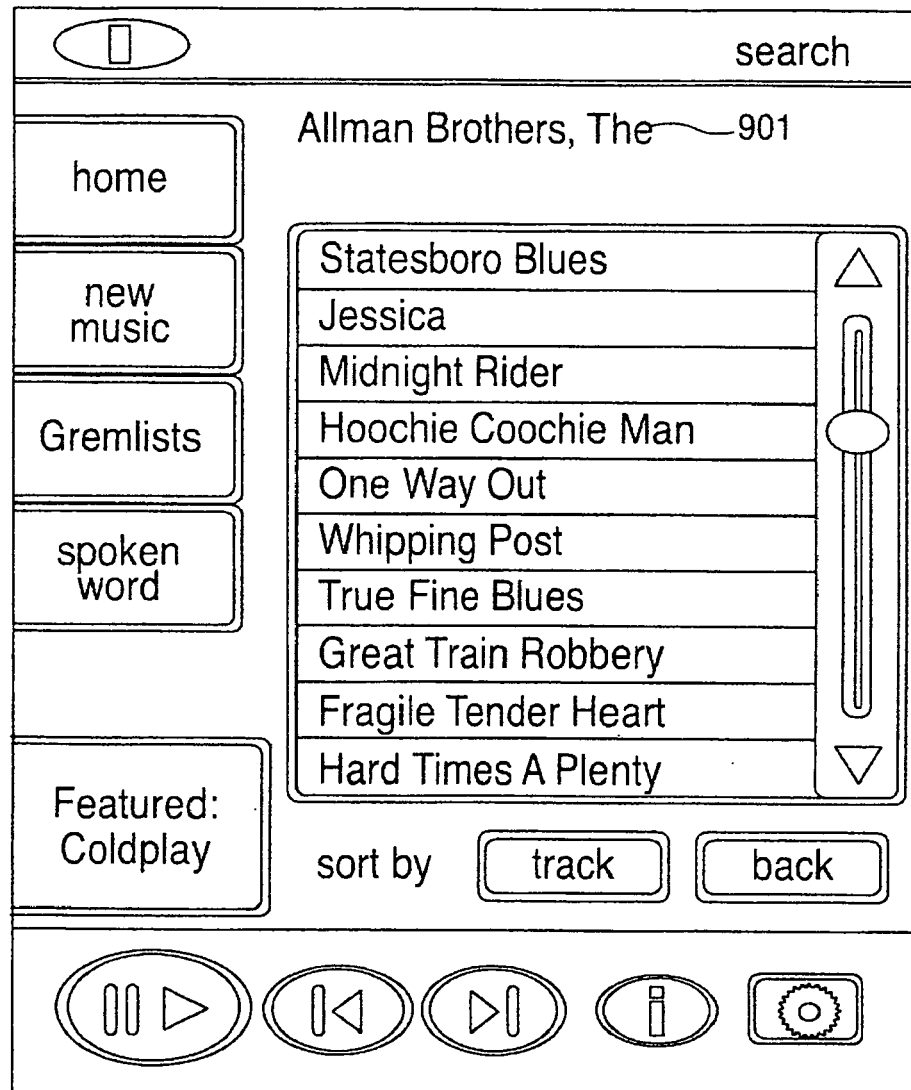 search
Allman Brothers, The 901
home
new
music
Gremlists
spoken
word
Featured:
Coldplay
Statesboro Blues
Jessica
Midnight Rider
Hoochie Coochie Man
One Way Out
Whipping Post
True Fine Blues
Great Train Robbery
Fragile Tender Heart
Hard Times A Plenty
sort by track back
i